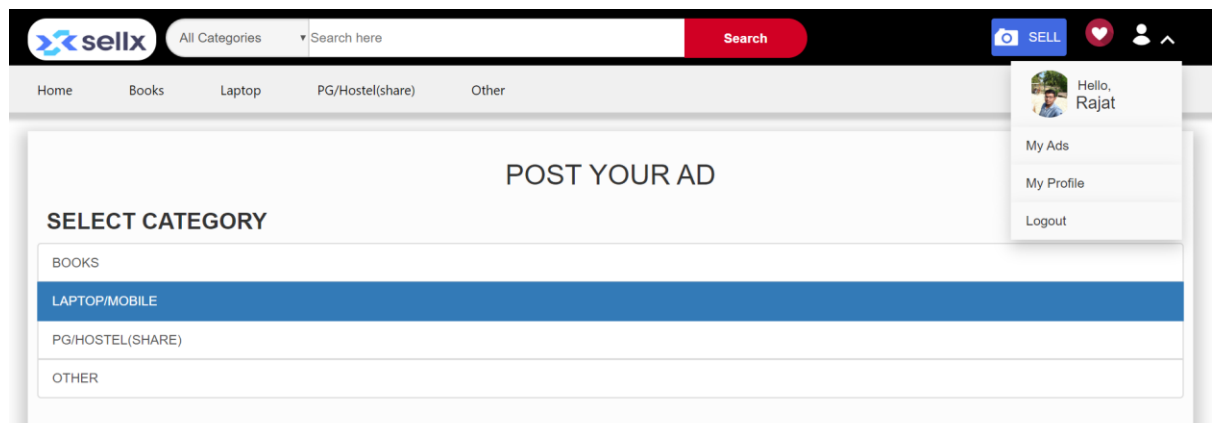 sellx All Categories Search here Search SELL
Home Books Laptop PG/Hostel(share) Other
Hello,
Rajat
My Ads
My Profile
Logout
POST YOUR AD
SELECT CATEGORY
BOOKS
LAPTOP/MOBILE
PG/HOSTEL(SHARE)
OTHER